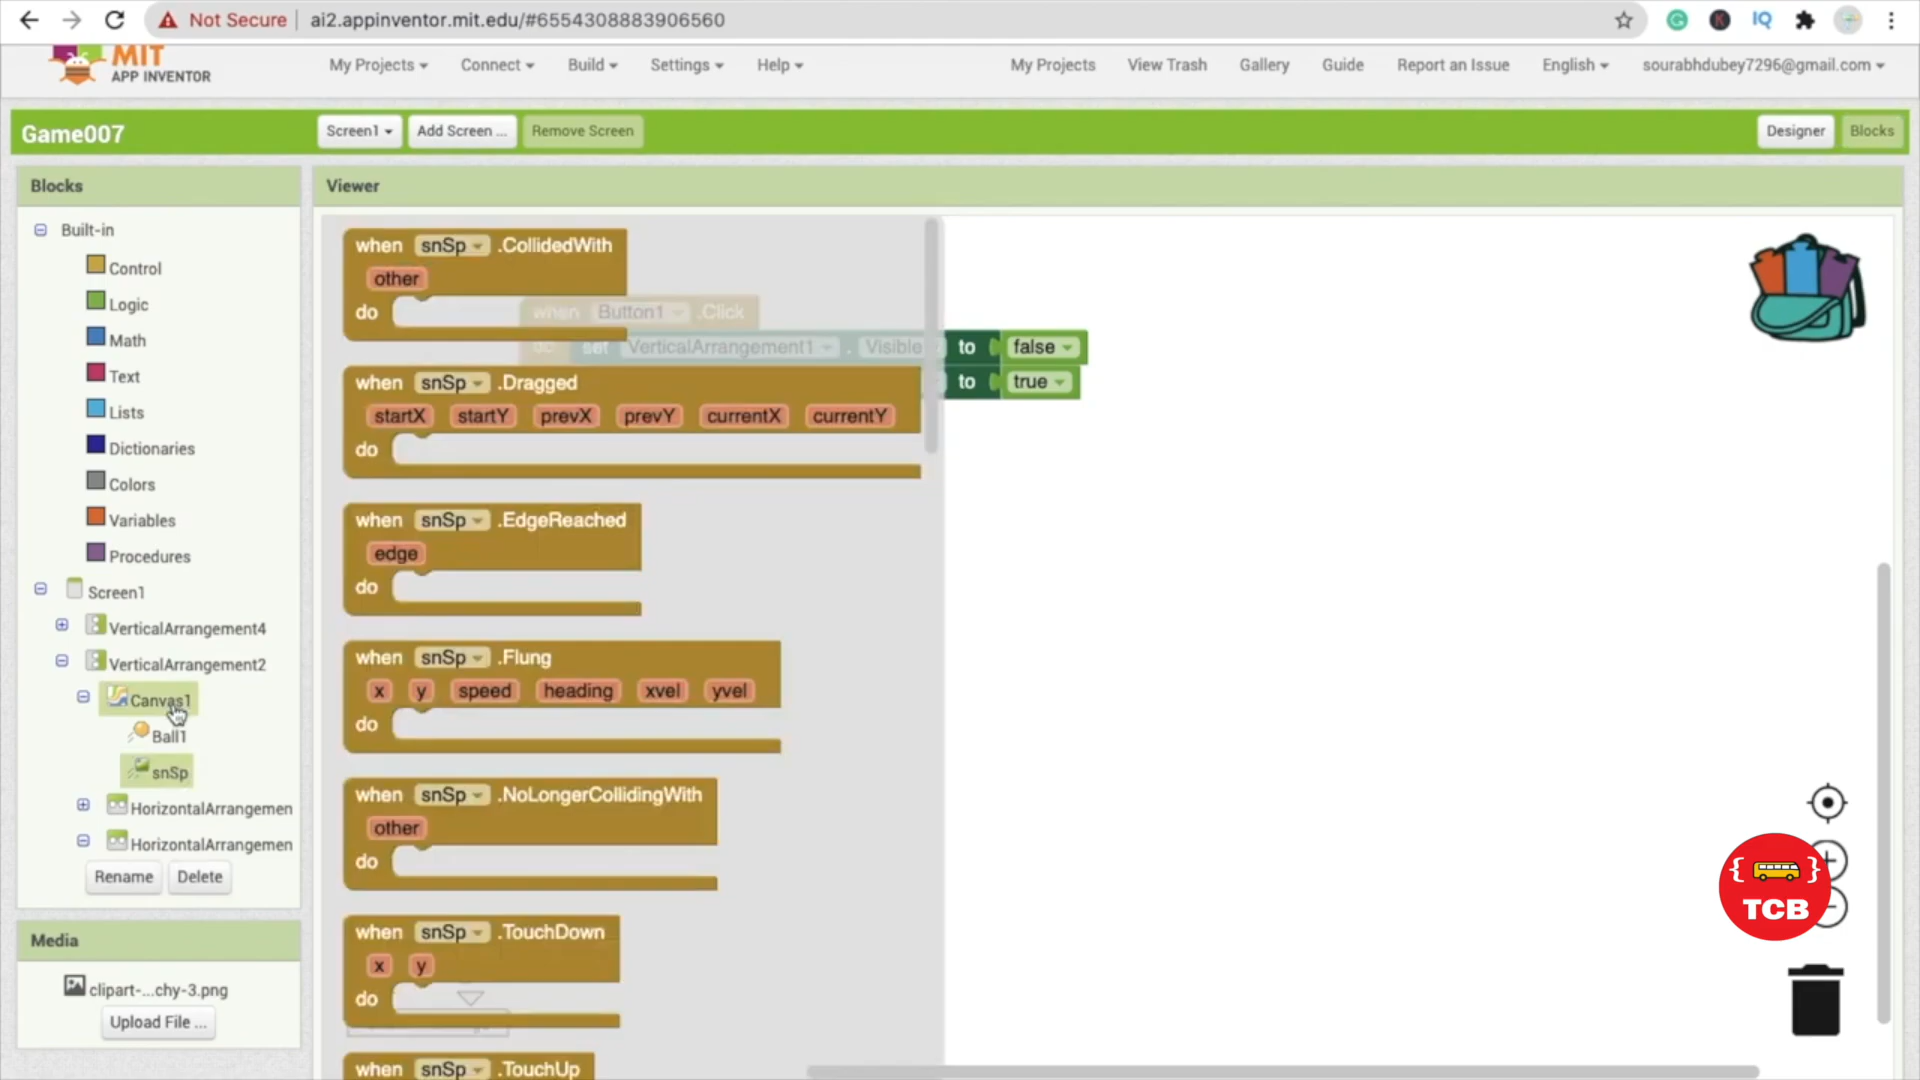 Not Secure ai2.appinventor.mit.edu/#6554308883906560
MIT
APP INVENTOR
My Projects Connect Build Settings Help My Projects View Trash Gallery Guide Report an Issue English sourabhdubey7296@gmail.com
Game007 Screen1 Add Screen ... Remove Screen Designer Blocks
Blocks Viewer
Built-in
Control
Logic
Math
Text
Lists
Dictionaries
Colors
Variables
Procedures
Screen1
VerticalArrangement4
VerticalArrangement2
Canvas1
Ball1
snSp
HorizontalArrangemen
HorizontalArrangemen
Rename Delete
Media
clipart-...chy-3.png
Upload File ...
when snSp .CollidedWith
other
do
when Button1 .Click
do set VerticalArrangement1 . Visible to false
to true
when snSp .Dragged
startX startY prevX prevY currentX currentY
do
when snSp .EdgeReached
edge
do
when snSp .Flung
x y speed heading xvel yvel
do
when snSp .NoLongerCollidingWith
other
do
when snSp .TouchDown
x y
do
when snSp .TouchUp
{ }
TCB